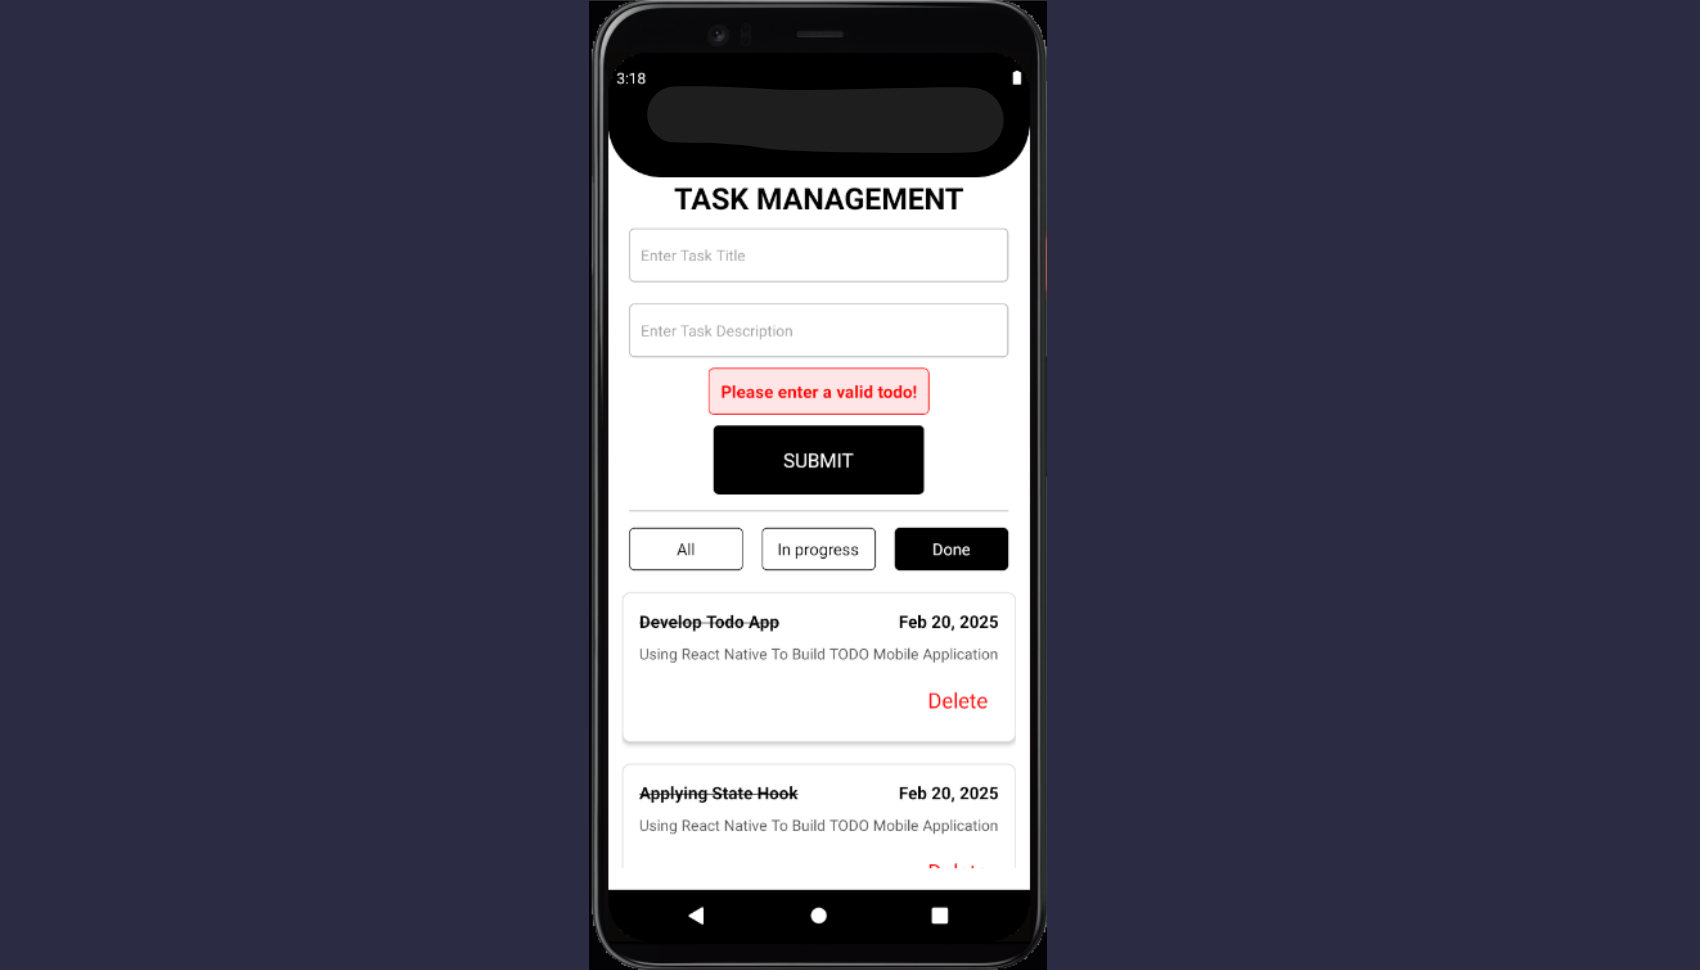 3:18
TASK MANAGEMENT
Enter Task Title
Enter Task Description
Please enter a valid todo!
SUBMIT
All
In progress
Done
Develop Todo App
Feb 20, 2025
Using React Native To Build TODO Mobile Application
Delete
Applying State Hook
Feb 20, 2025
Using React Native To Build TODO Mobile Application